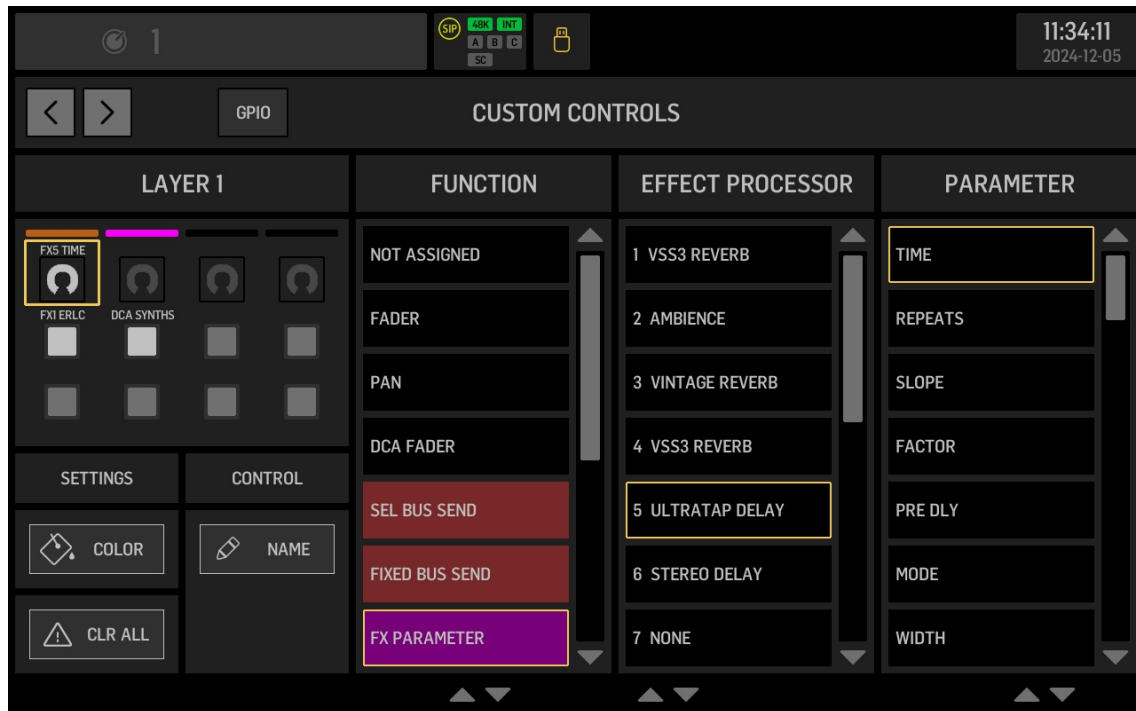 1
SIP 48K INT
A B C
SC
11:34:11
2024-12-05
GPIO
CUSTOM CONTROLS
LAYER 1
FUNCTION
EFFECT PROCESSOR
PARAMETER
FX5 TIME
FX1 ERLC DCA SYNTHS
SETTINGS
CONTROL
COLOR
NAME
CLR ALL
NOT ASSIGNED
FADER
PAN
DCA FADER
SEL BUS SEND
FIXED BUS SEND
FX PARAMETER
1 VSS3 REVERB
2 AMBIENCE
3 VINTAGE REVERB
4 VSS3 REVERB
5 ULTRATAP DELAY
6 STEREO DELAY
7 NONE
TIME
REPEATS
SLOPE
FACTOR
PRE DLY
MODE
WIDTH